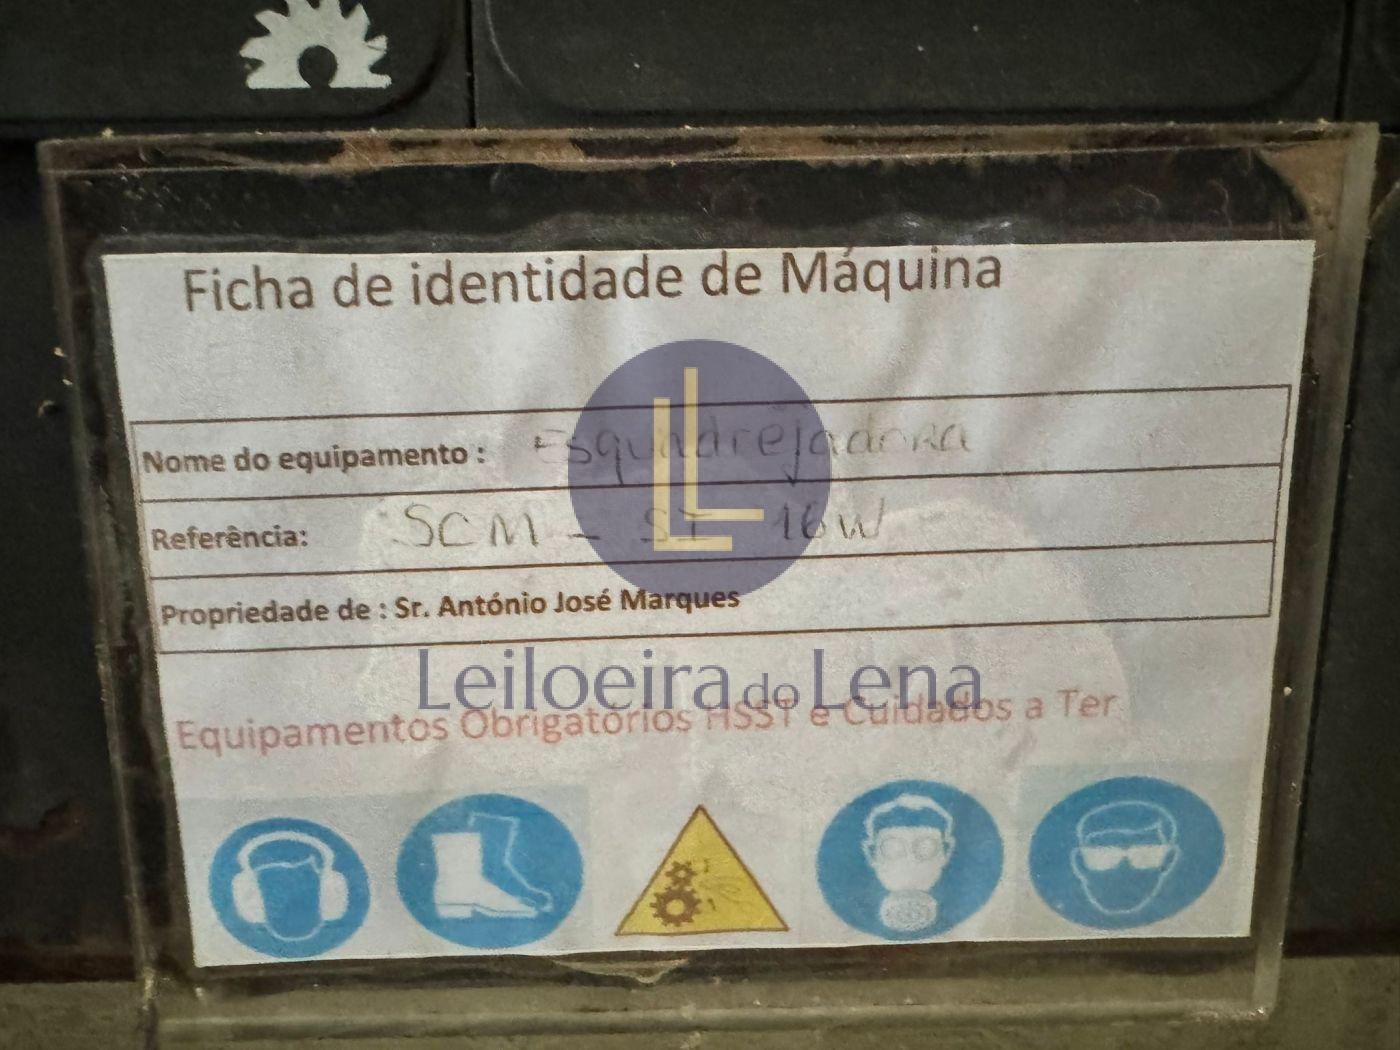 Ficha de identidade de Máquina
Nome do equipamento : Esquadrejadora
Referência: SCM - SI 16W
Propriedade de : Sr. António José Marques
LL
Leiloeira do Lena
Equipamentos Obrigatórios HSST e Cuidados a Ter